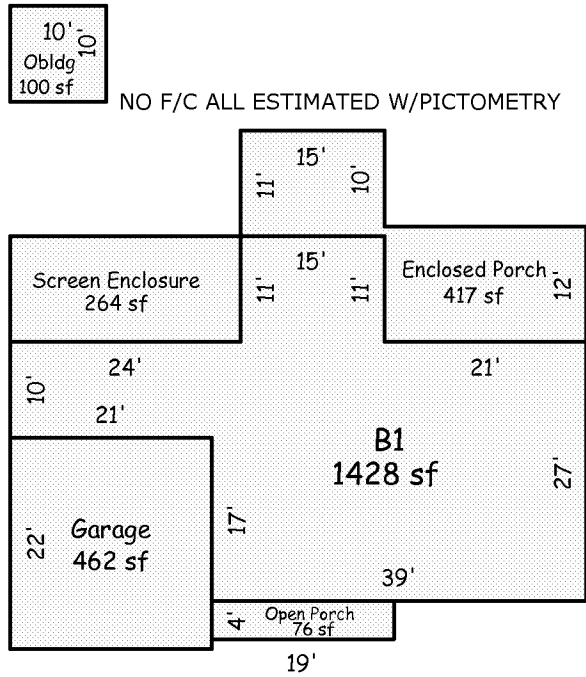 10'
10'
Obldg
100 sf
NO F/C ALL ESTIMATED W/PICTOMETRY
15'
11'
10'
Screen Enclosure
264 sf
15'
11'
11'
Enclosed Porch
417 sf
12'
24'
21'
10'
21'
B1
1428 sf
27'
Garage
462 sf
22'
17'
39'
4'
Open Porch
76 sf
19'